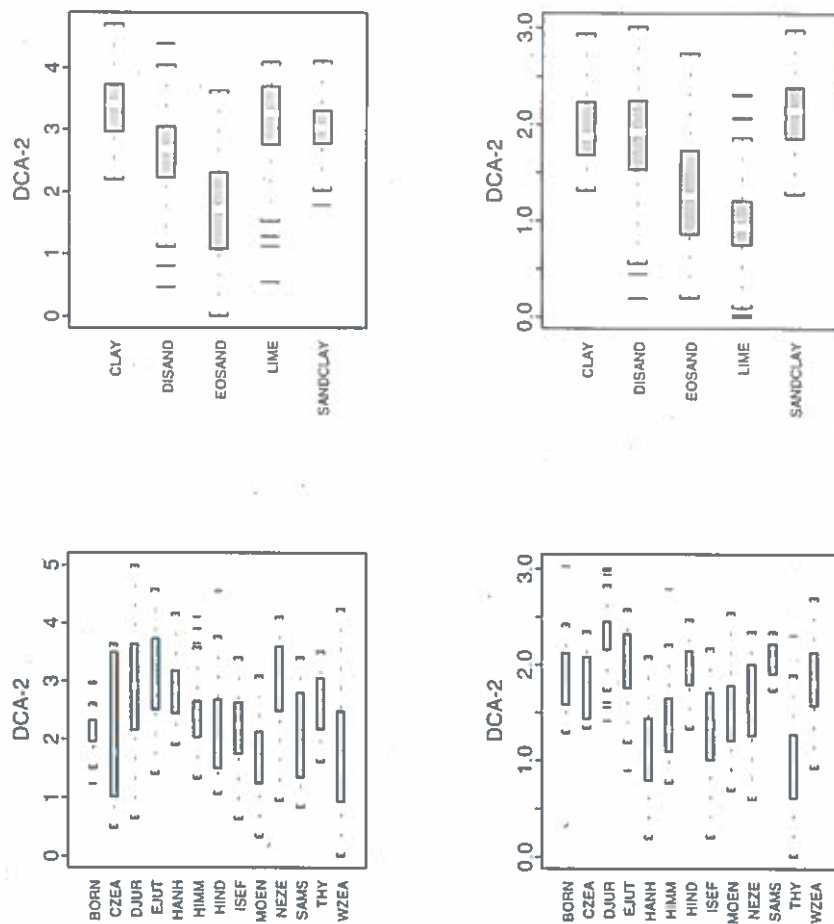 DCA-2
0 1 2 3 4
CLAY
DISAND
EOSAND
LIME
SANDCLAY
DCA-2
0.0 1.0 2.0 3.0
CLAY
DISAND
EOSAND
LIME
SANDCLAY
DCA-2
0 1 2 3 4 5
BORN
CZEA
DJUR
EJUT
HANH
HIMM
HIND
ISEF
MOEN
NEZE
SAMS
THY
WZEA
DCA-2
0.0 1.0 2.0 3.0
BORN
CZEA
DJUR
EJUT
HANH
HIMM
HIND
ISEF
MOEN
NEZE
SAMS
THY
WZEA